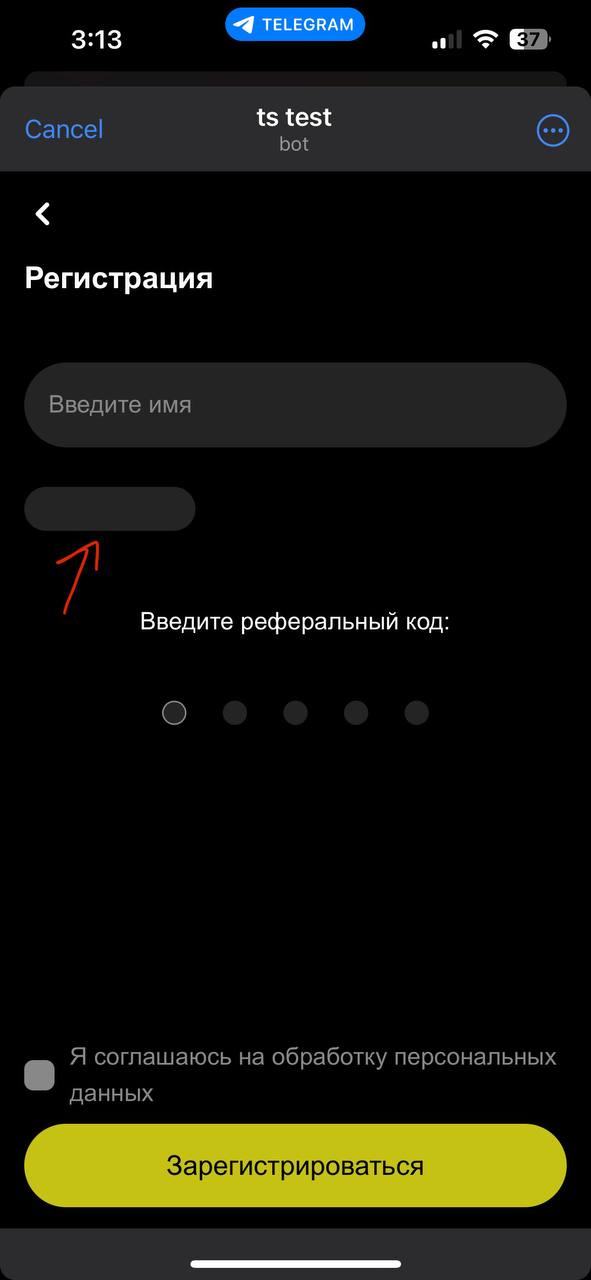 3:13
TELEGRAM
37
Cancel
ts test
bot
Регистрация
Введите имя
Введите реферальный код:
Я соглашаюсь на обработку персональных
данных
Зарегистрироваться